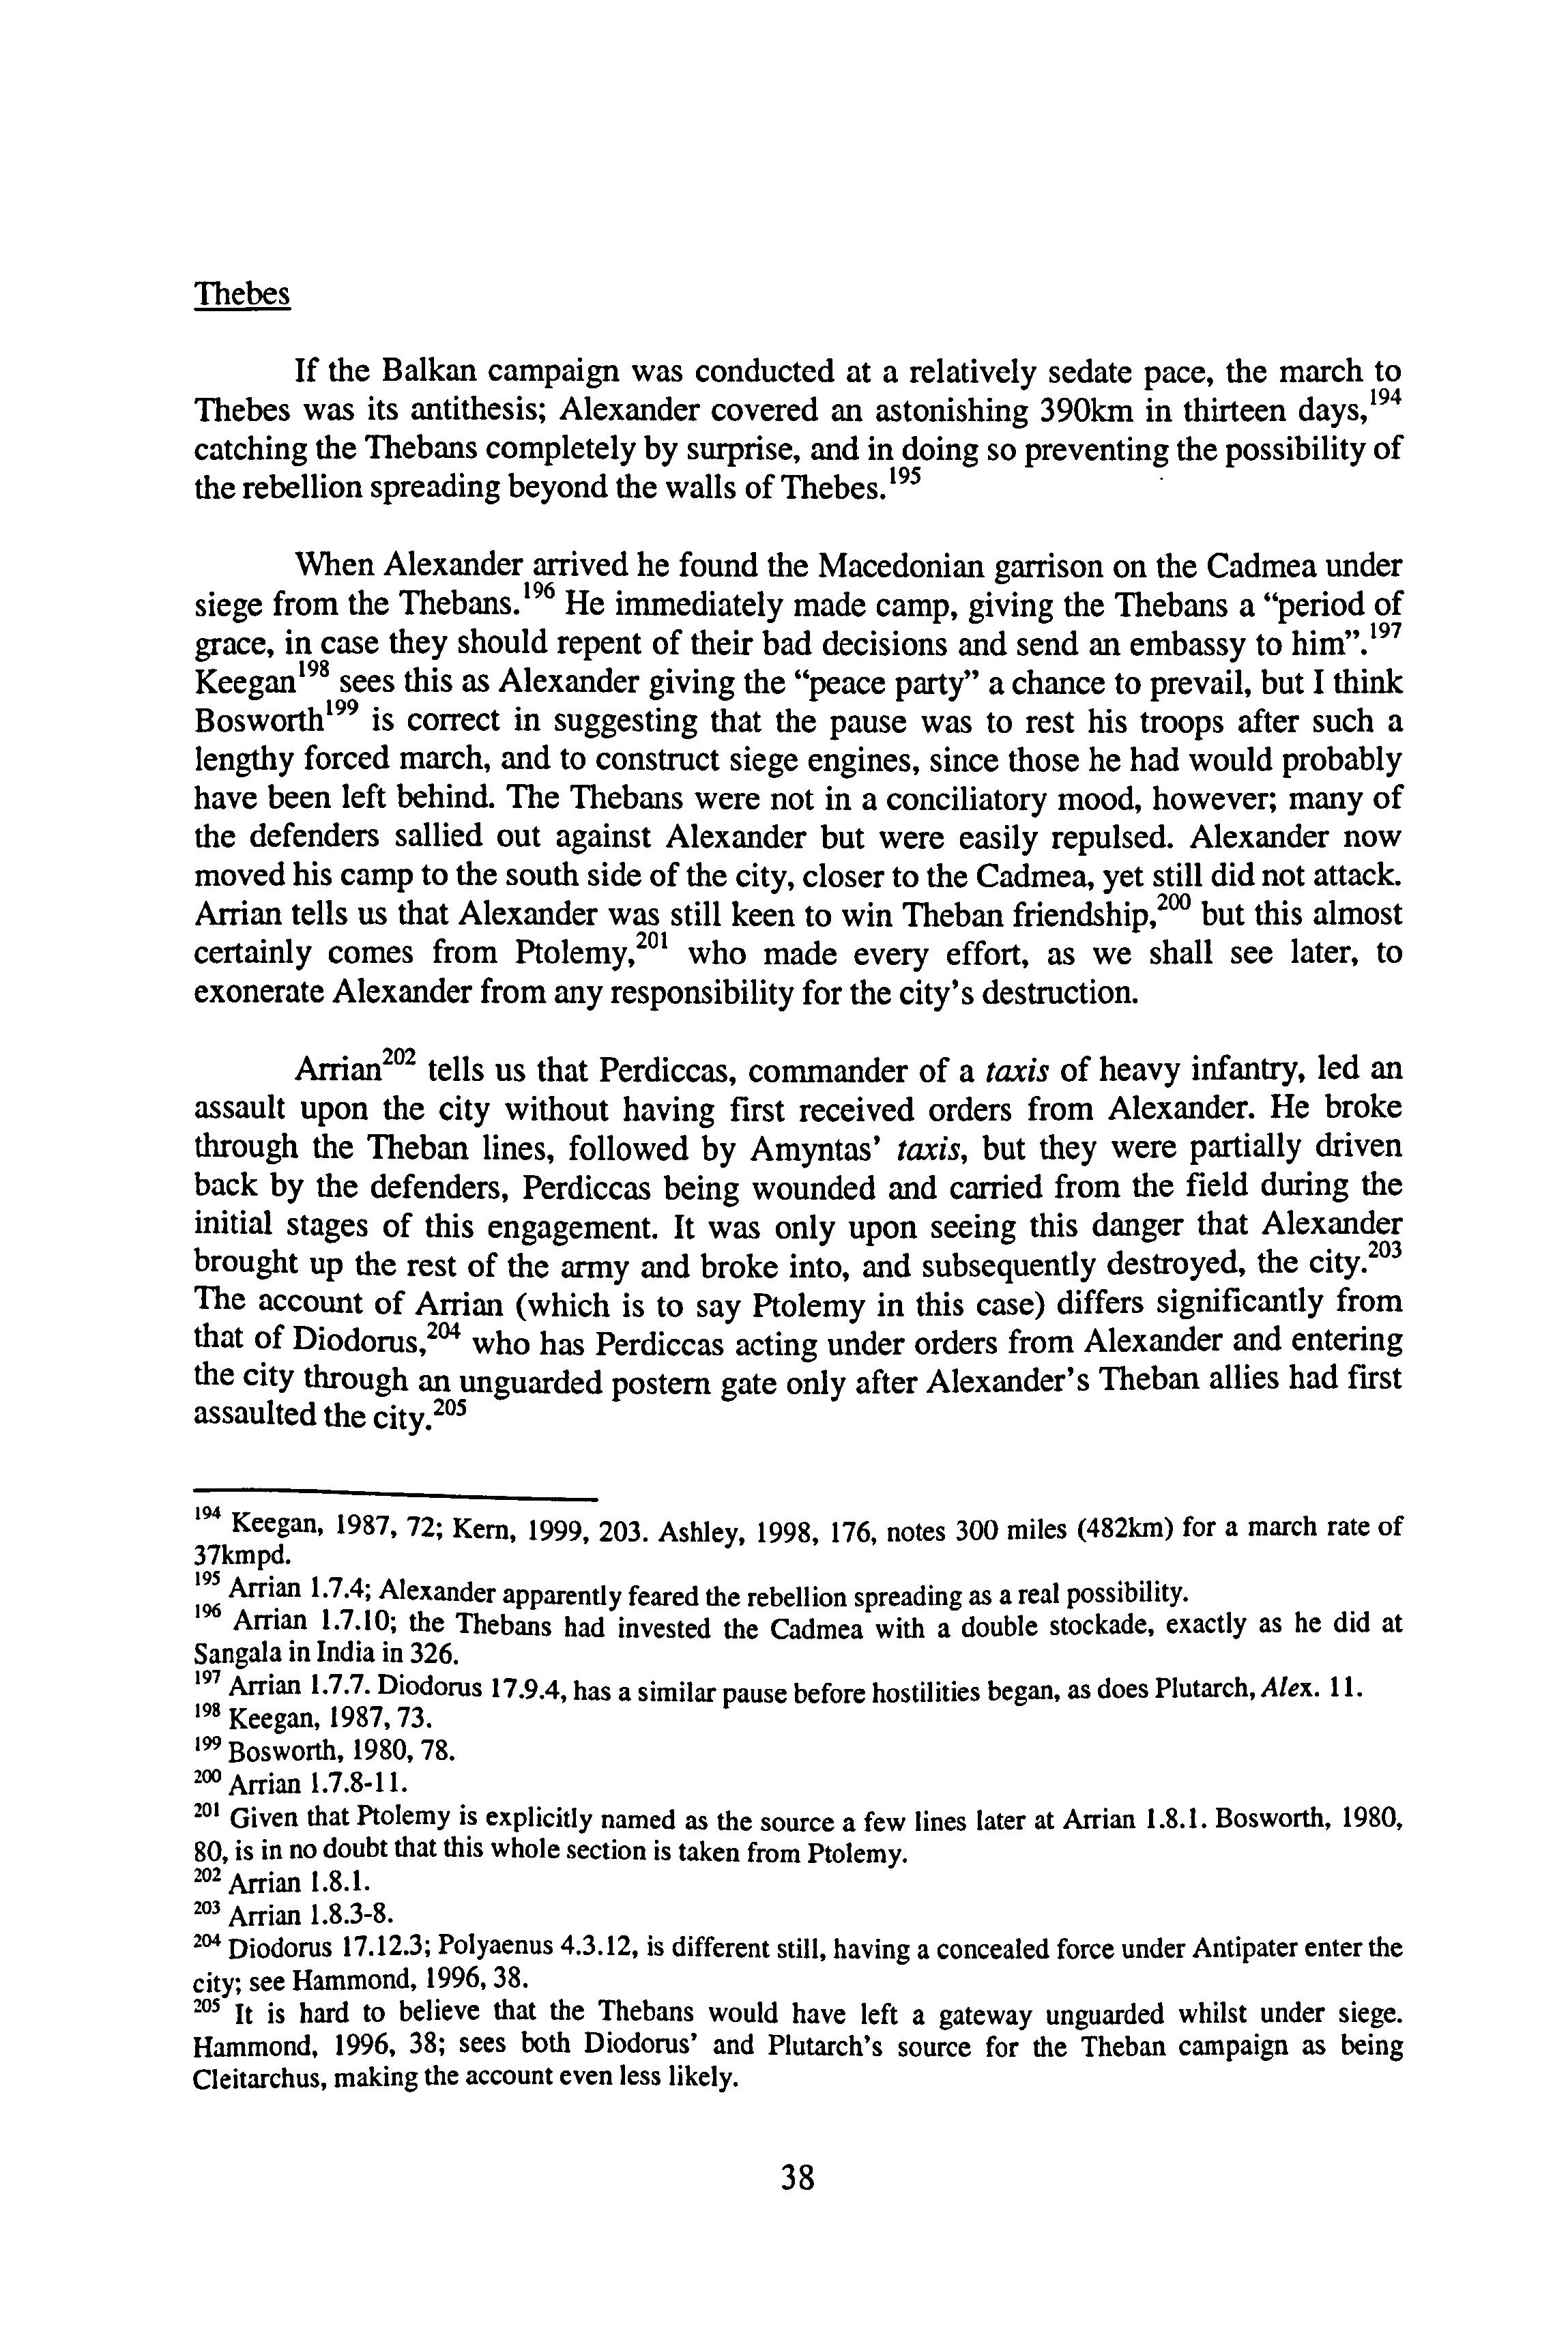 Thebes
If the Balkan campaign was conducted at a relatively sedate pace, the march to
Thebes was its antithesis; Alexander covered an astonishing 390km in thirteen days,194
catching the Thebans completely by surprise, and in doing so preventing the possibility of
the rebellion spreading beyond the walls of Thebes.195
When Alexander arrived he found the Macedonian garrison on the Cadmea under
siege from the Thebans.196 He immediately made camp, giving the Thebans a “period of
grace, in case they should repent of their bad decisions and send an embassy to him”.197
Keegan198 sees this as Alexander giving the “peace party” a chance to prevail, but I think
Bosworth199 is correct in suggesting that the pause was to rest his troops after such a
lengthy forced march, and to construct siege engines, since those he had would probably
have been left behind. The Thebans were not in a conciliatory mood, however; many of
the defenders sallied out against Alexander but were easily repulsed. Alexander now
moved his camp to the south side of the city, closer to the Cadmea, yet still did not attack.
Arrian tells us that Alexander was still keen to win Theban friendship,200 but this almost
certainly comes from Ptolemy,201 who made every effort, as we shall see later, to
exonerate Alexander from any responsibility for the city’s destruction.
Arrian202 tells us that Perdiccas, commander of a taxis of heavy infantry, led an
assault upon the city without having first received orders from Alexander. He broke
through the Theban lines, followed by Amyntas’ taxis, but they were partially driven
back by the defenders, Perdiccas being wounded and carried from the field during the
initial stages of this engagement. It was only upon seeing this danger that Alexander
brought up the rest of the army and broke into, and subsequently destroyed, the city.203
The account of Arrian (which is to say Ptolemy in this case) differs significantly from
that of Diodorus,204 who has Perdiccas acting under orders from Alexander and entering
the city through an unguarded postern gate only after Alexander’s Theban allies had first
assaulted the city.205
194 Keegan, 1987, 72; Kern, 1999, 203. Ashley, 1998, 176, notes 300 miles (482km) for a march rate of
37kmpd.
195 Arrian 1.7.4; Alexander apparently feared the rebellion spreading as a real possibility.
196 Arrian 1.7.10; the Thebans had invested the Cadmea with a double stockade, exactly as he did at
Sangala in India in 326.
197 Arrian 1.7.7. Diodorus 17.9.4, has a similar pause before hostilities began, as does Plutarch, Alex. 11.
198 Keegan, 1987, 73.
199 Bosworth, 1980, 78.
200 Arrian 1.7.8-11.
201 Given that Ptolemy is explicitly named as the source a few lines later at Arrian 1.8.1. Bosworth, 1980,
80, is in no doubt that this whole section is taken from Ptolemy.
202 Arrian 1.8.1.
203 Arrian 1.8.3-8.
204 Diodorus 17.12.3; Polyaenus 4.3.12, is different still, having a concealed force under Antipater enter the
city; see Hammond, 1996, 38.
205 It is hard to believe that the Thebans would have left a gateway unguarded whilst under siege.
Hammond, 1996, 38; sees both Diodorus’ and Plutarch’s source for the Theban campaign as being
Cleitarchus, making the account even less likely.
38